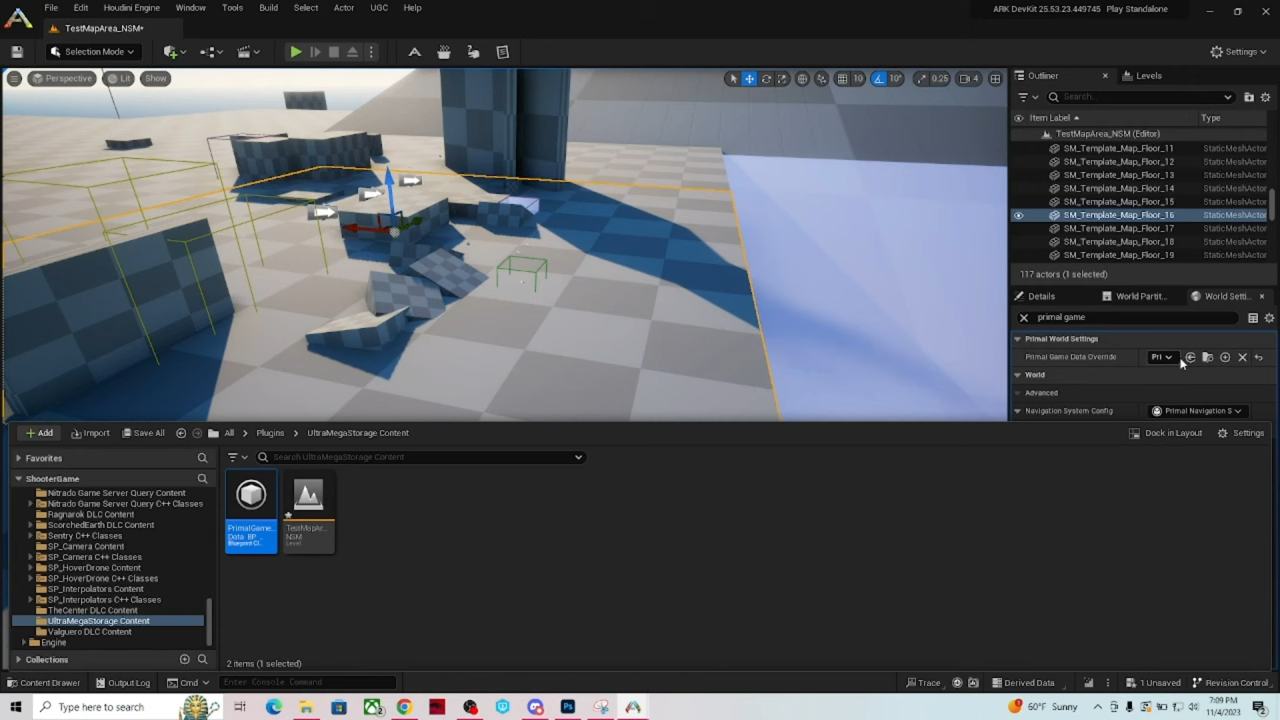 File Edit Houdini Engine Window Tools Build Select Actor UGC Help
ARK DevKit 25.53.23.449745 Play Standalone
TestMapArea_NSM*
Selection Mode
Settings
Perspective Lit Show
10 10° 0.25 4
Outliner
Levels
Search...
Item Label Type
TestMapArea_NSM (Editor)
SM_Template_Map_Floor_11 StaticMeshActor
SM_Template_Map_Floor_12 StaticMeshActor
SM_Template_Map_Floor_13 StaticMeshActor
SM_Template_Map_Floor_14 StaticMeshActor
SM_Template_Map_Floor_15 StaticMeshActor
SM_Template_Map_Floor_16 StaticMeshActor
SM_Template_Map_Floor_17 StaticMeshActor
SM_Template_Map_Floor_18 StaticMeshActor
SM_Template_Map_Floor_19 StaticMeshActor
117 actors (1 selected)
Details World Partit... World Setti...
primal game
Primal World Settings
Primal Game Data Override Pri
World
Advanced
Navigation System Config Primal Navigation S
Add Import Save All All Plugins UltraMegaStorage Content
Dock in Layout Settings
Favorites
Search UltraMegaStorage Content
ShooterGame
Nitrado Game Server Query Content
Nitrado Game Server Query C++ Classes
Ragnarok DLC Content
ScorchedEarth DLC Content
Sentry C++ Classes
SP_Camera Content
SP_Camera C++ Classes
SP_HoverDrone Content
SP_HoverDrone C++ Classes
SP_Interpolators Content
SP_Interpolators C++ Classes
TheCenter DLC Content
UltraMegaStorage Content
Valguero DLC Content
Engine
Collections
PrimalGame...
Data_BP_...
Blueprint Cl...
TestMapAr...
NSM
Level
2 items (1 selected)
Content Drawer Output Log Cmd Enter Console Command
Trace Derived Data 1 Unsaved Revision Control
Type here to search
60°F Sunny
7:09 PM
11/4/2023
2